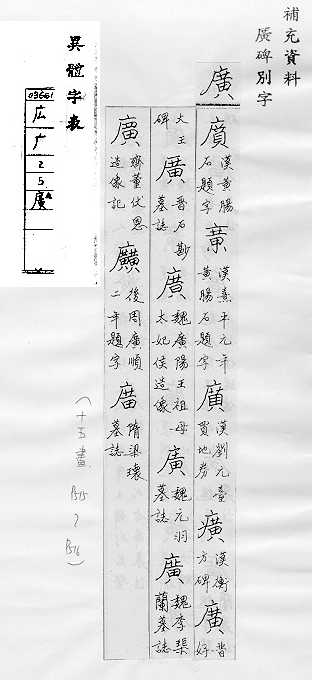 補充資料
廣碑別字
廣
廣 漢黃腸石題字
廣 漢熹平元年黃腸石題字
廣 漢劉元臺買地券
廣 漢衡方碑
廣 晉好
大王碑
廣 晉石尠墓誌
廣 魏廣陽王祖母太妃侯造像
廣 魏元羽墓誌
廣 魏李榘蘭墓誌
廣 齊董伏恩造像記
廣 後周廣順二年題字
廣 隋梁瓌墓誌
異體字表
03661
広
广
2
5
廣
(十五畫 P.515 2 P.516)